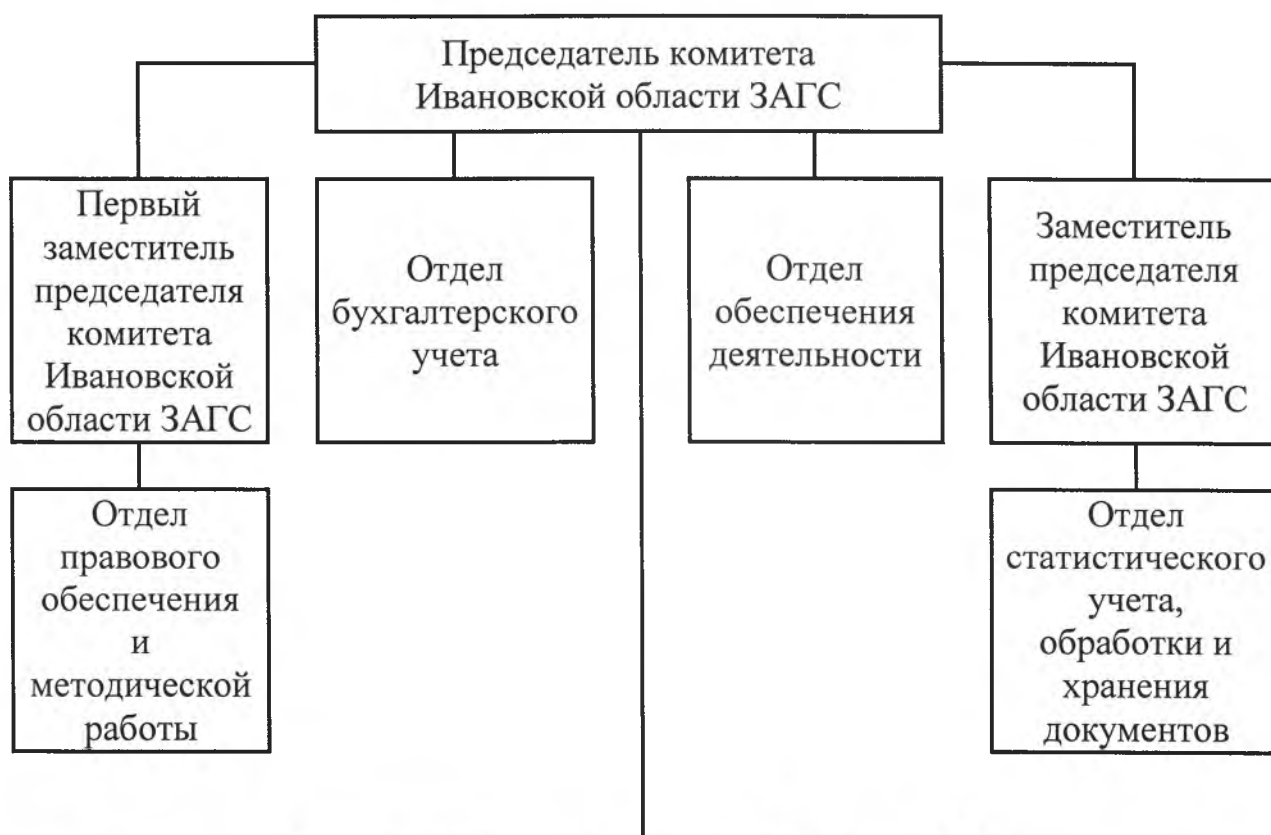 Председатель комитета
Ивановской области ЗАГС
Первый
заместитель
председателя
комитета
Ивановской
области ЗАГС
Отдел
бухгалтерского
учета
Отдел
обеспечения
деятельности
Заместитель
председателя
комитета
Ивановской
области ЗАГС
Отдел
правового
обеспечения
и
методической
работы
Отдел
статистического
учета,
обработки и
хранения
документов